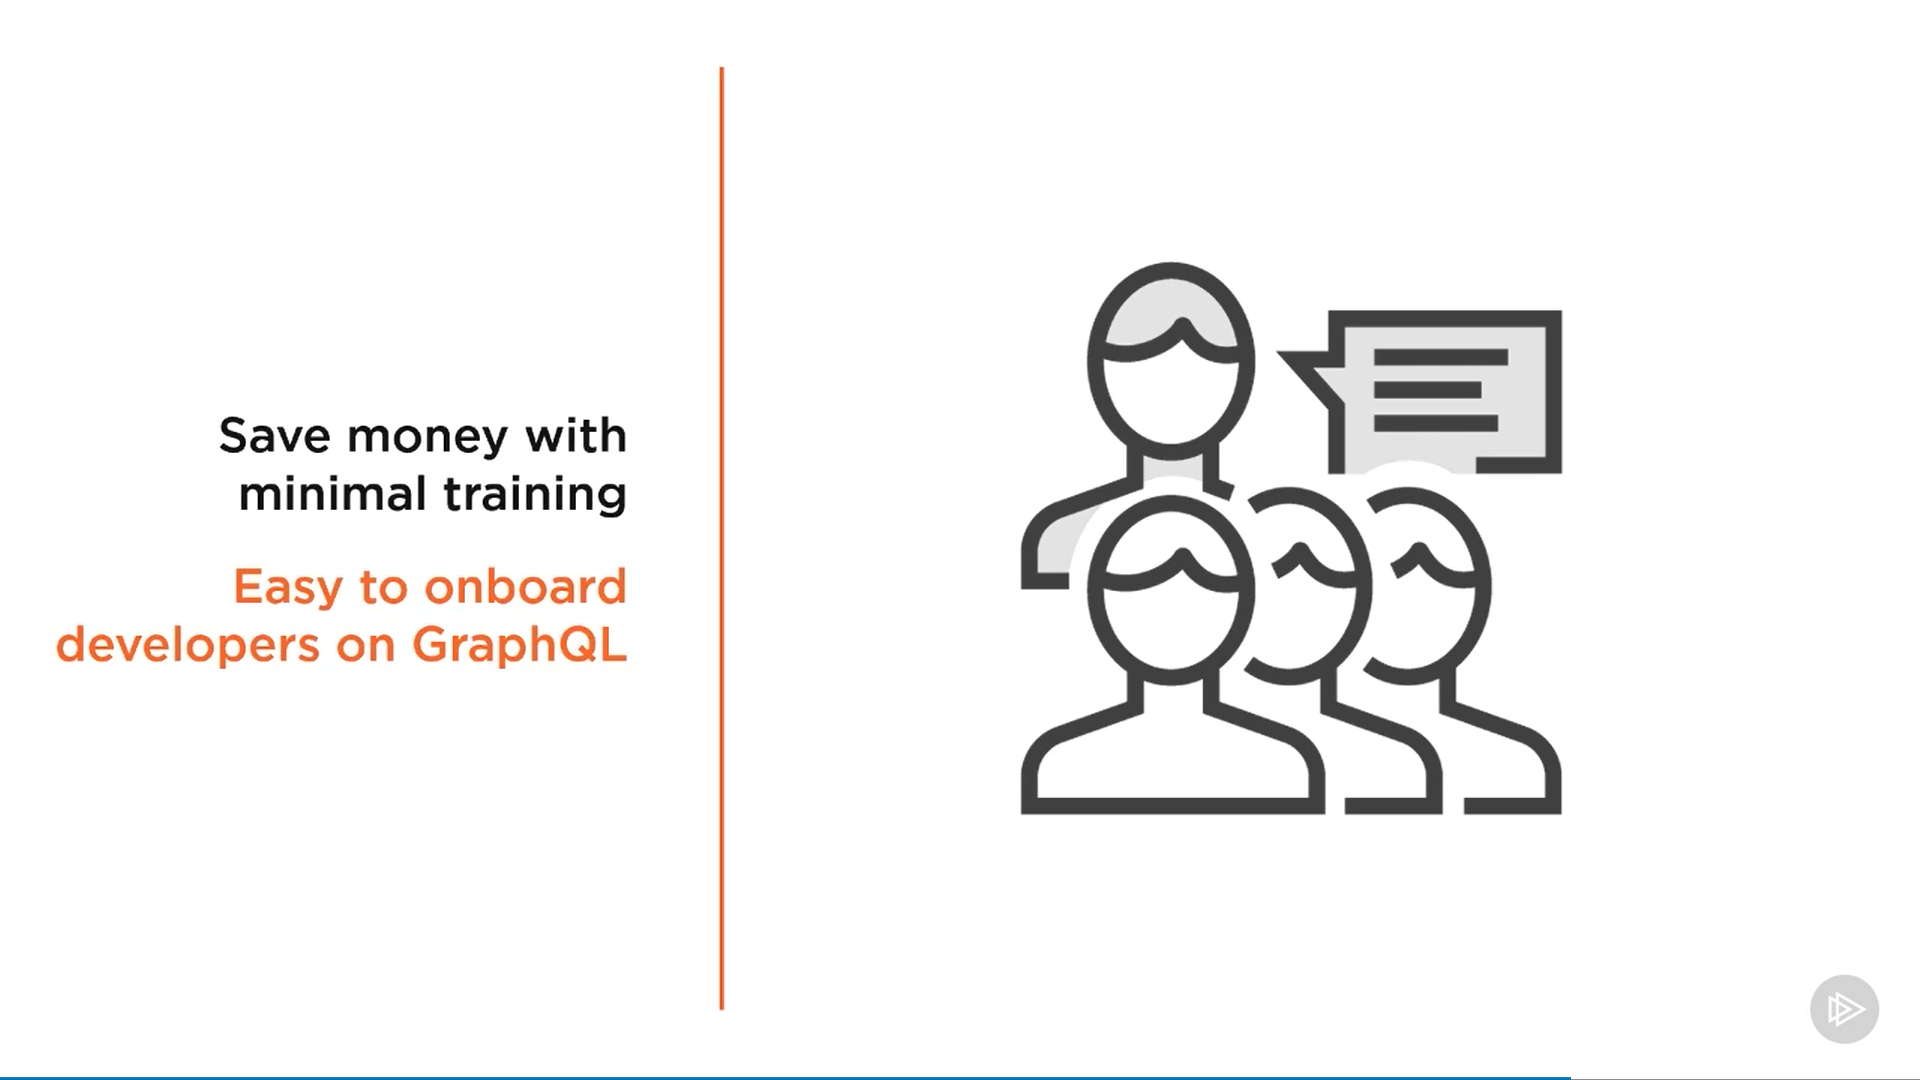 Save money with
minimal training
Easy to onboard
developers on GraphQL